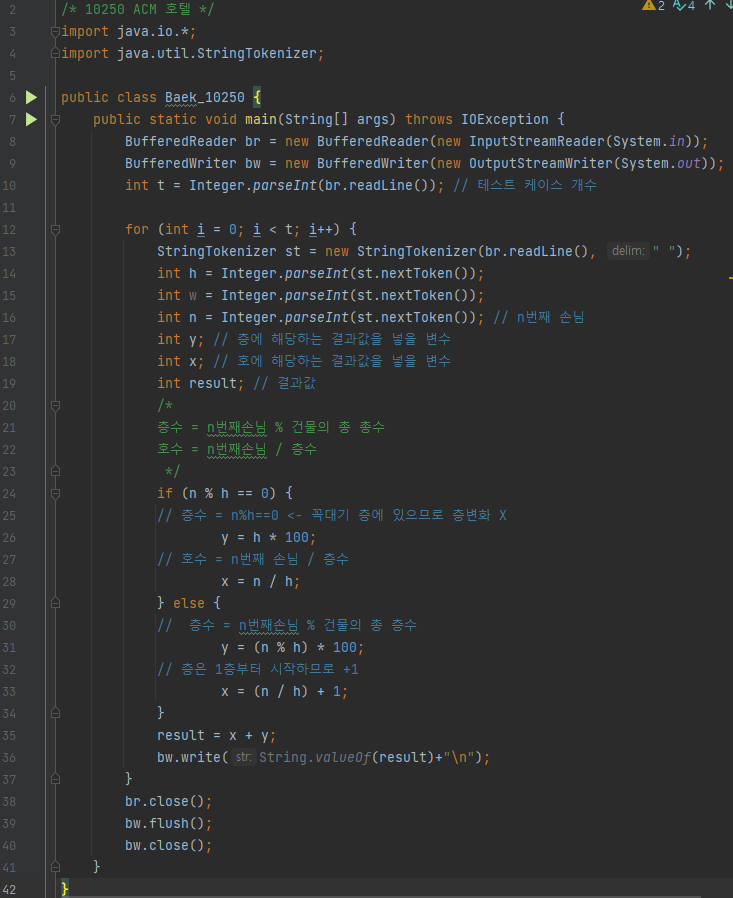 2 /* 10250 ACM 호텔 */ 2 4
3 import java.io.*;
4 import java.util.StringTokenizer;
5
6 public class Baek_10250 {
7 public static void main(String[] args) throws IOException {
8 BufferedReader br = new BufferedReader(new InputStreamReader(System.in));
9 BufferedWriter bw = new BufferedWriter(new OutputStreamWriter(System.out));
10 int t = Integer.parseInt(br.readLine()); // 테스트 케이스 개수
11
12 for (int i = 0; i < t; i++) {
13 StringTokenizer st = new StringTokenizer(br.readLine(), delim: " ");
14 int h = Integer.parseInt(st.nextToken());
15 int w = Integer.parseInt(st.nextToken());
16 int n = Integer.parseInt(st.nextToken()); // n번째 손님
17 int y; // 층에 해당하는 결과값을 넣을 변수
18 int x; // 호에 해당하는 결과값을 넣을 변수
19 int result; // 결과값
20 /*
21 층수 = n번째손님 % 건물의 총 층수
22 호수 = n번째손님 / 층수
23 */
24 if (n % h == 0) {
25 // 층수 = n%h==0 <- 꼭대기 층에 있으므로 층변화 X
26 y = h * 100;
27 // 호수 = n번째 손님 / 층수
28 x = n / h;
29 } else {
30 // 층수 = n번째손님 % 건물의 총 층수
31 y = (n % h) * 100;
32 // 층은 1층부터 시작하므로 +1
33 x = (n / h) + 1;
34 }
35 result = x + y;
36 bw.write( str: String.valueOf(result)+"\n");
37 }
38 br.close();
39 bw.flush();
40 bw.close();
41 }
42 }